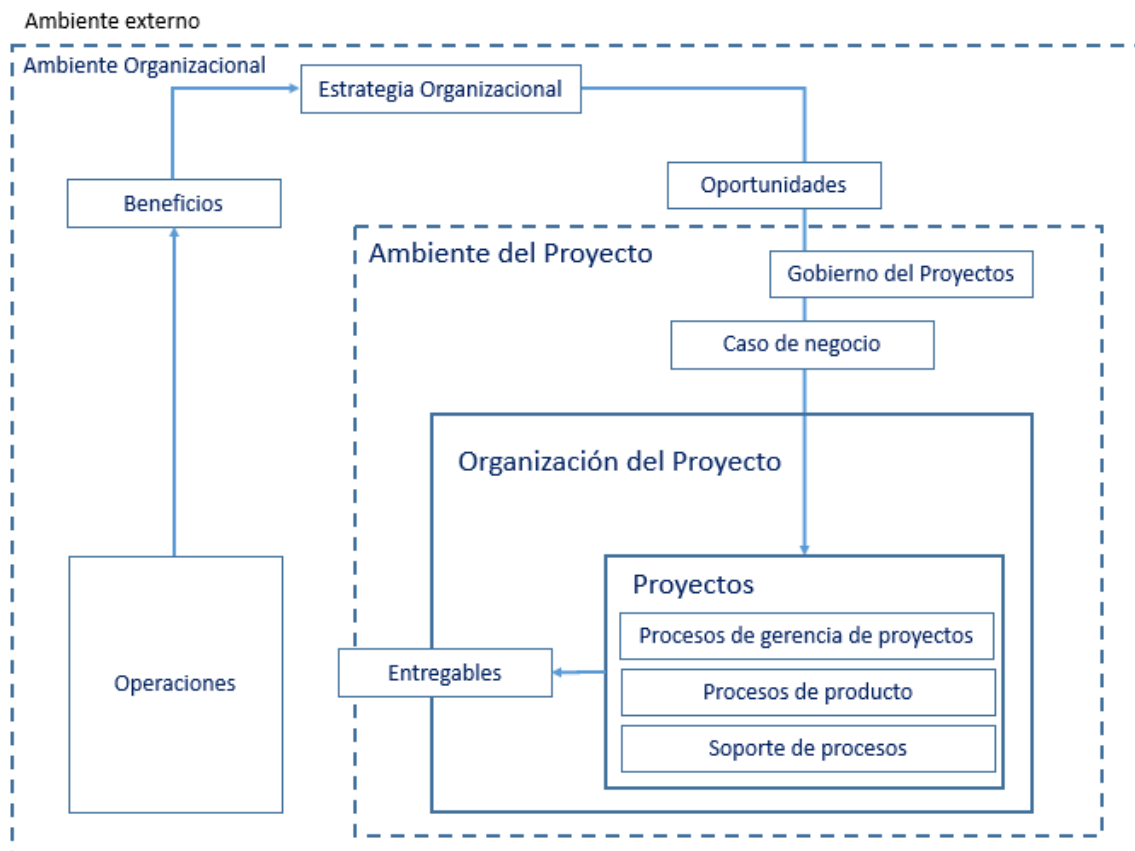 Ambiente externo
Ambiente Organizacional
Estrategia Organizacional
Oportunidades
Beneficios
Ambiente del Proyecto
Gobierno del Proyectos
Caso de negocio
Organización del Proyecto
Proyectos
Procesos de gerencia de proyectos
Entregables
Operaciones
Procesos de producto
Soporte de procesos